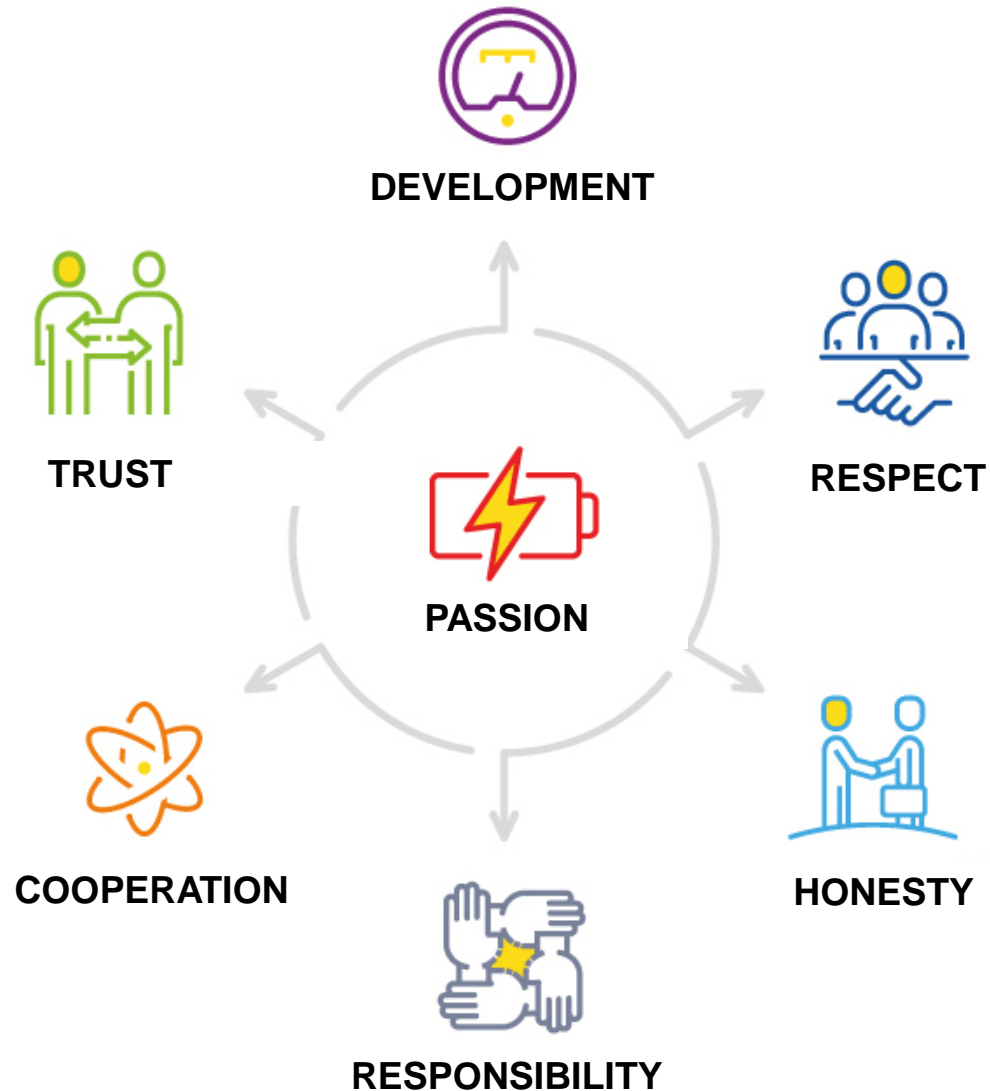 DEVELOPMENT
TRUST
RESPECT
PASSION
COOPERATION
HONESTY
RESPONSIBILITY